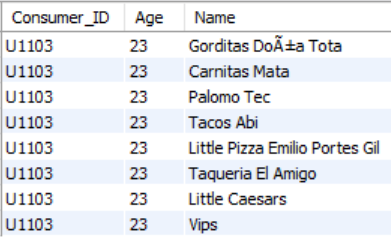 Consumer_ID Age Name
U1103 23 Gorditas DoÃ±a Tota
U1103 23 Carnitas Mata
U1103 23 Palomo Tec
U1103 23 Tacos Abi
U1103 23 Little Pizza Emilio Portes Gil
U1103 23 Taqueria El Amigo
U1103 23 Little Caesars
U1103 23 Vips